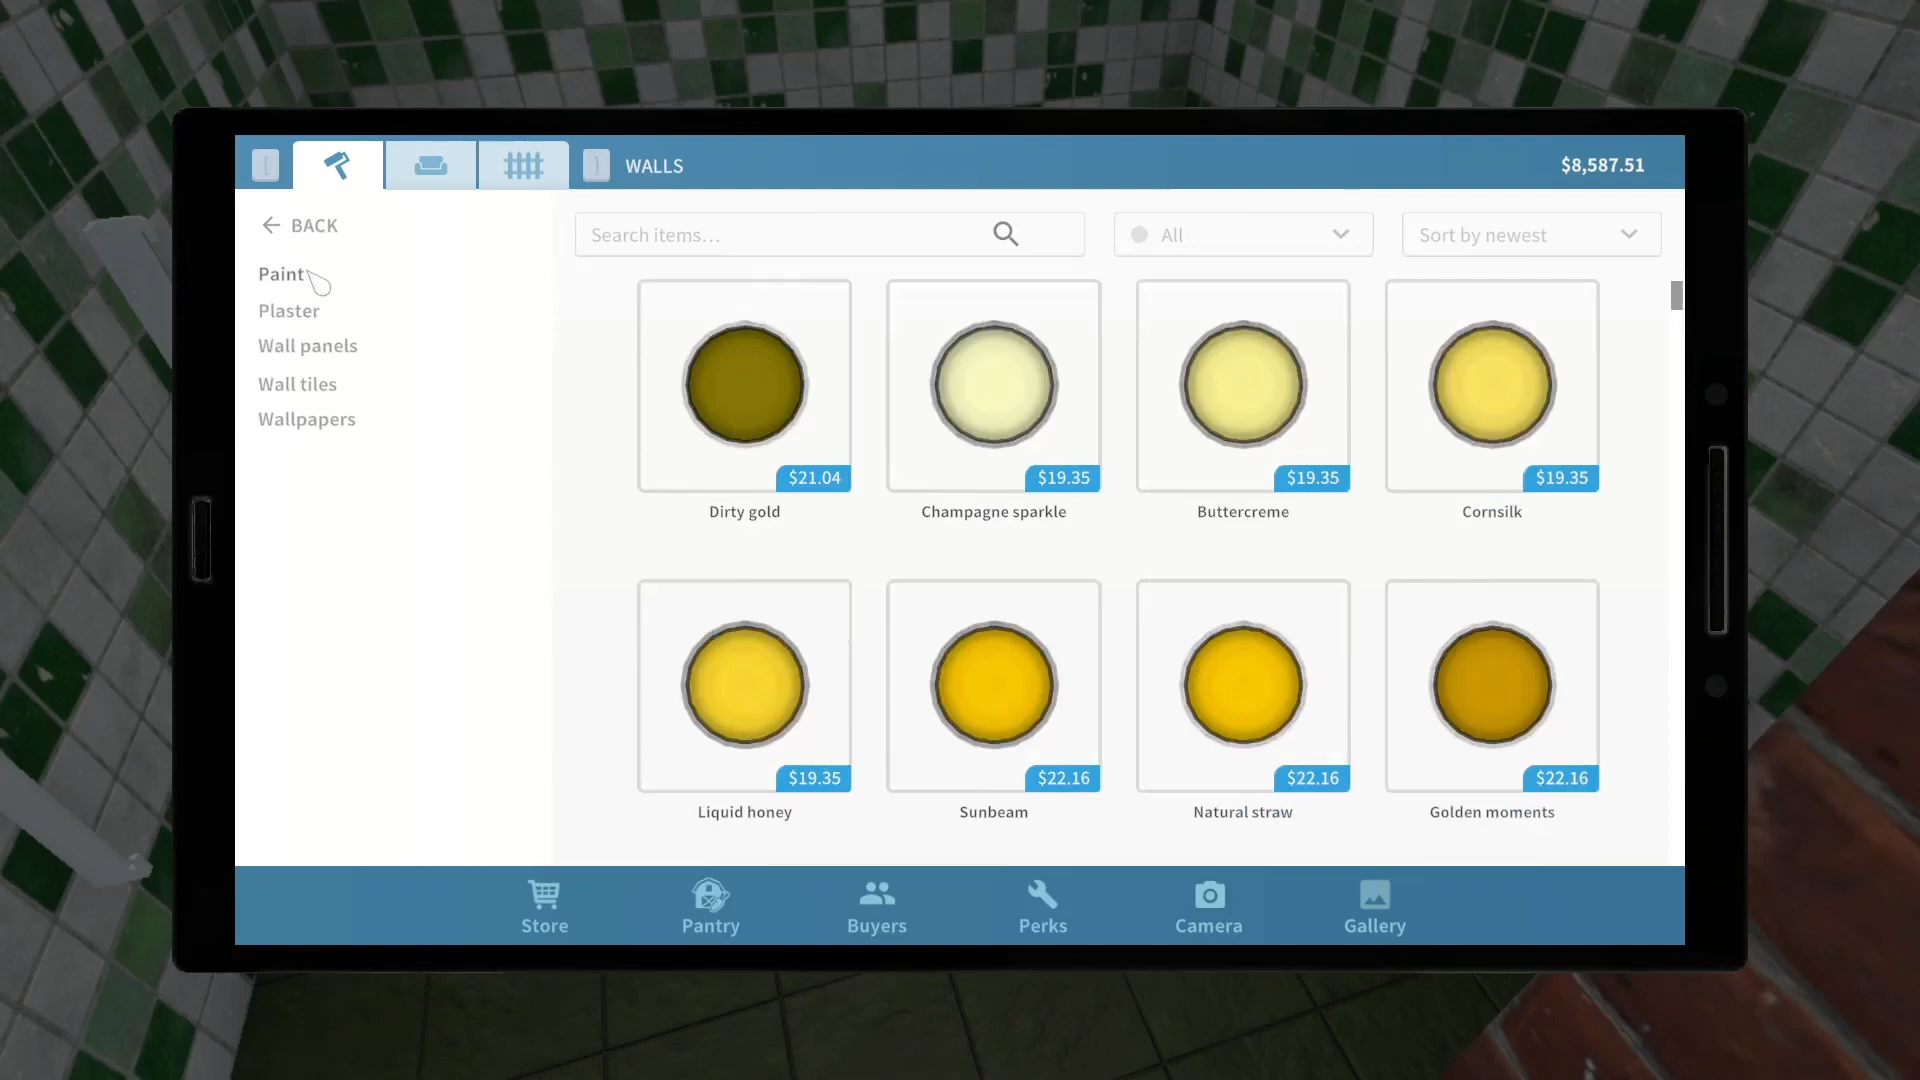 WALLS
$8,587.51
BACK
Search items...
All
Sort by newest
Paint
Plaster
Wall panels
Wall tiles
Wallpapers
$21.04
$19.35
$19.35
$19.35
Dirty gold
Champagne sparkle
Buttercreme
Cornsilk
$19.35
$22.16
$22.16
$22.16
Liquid honey
Sunbeam
Natural straw
Golden moments
Store
Pantry
Buyers
Perks
Camera
Gallery